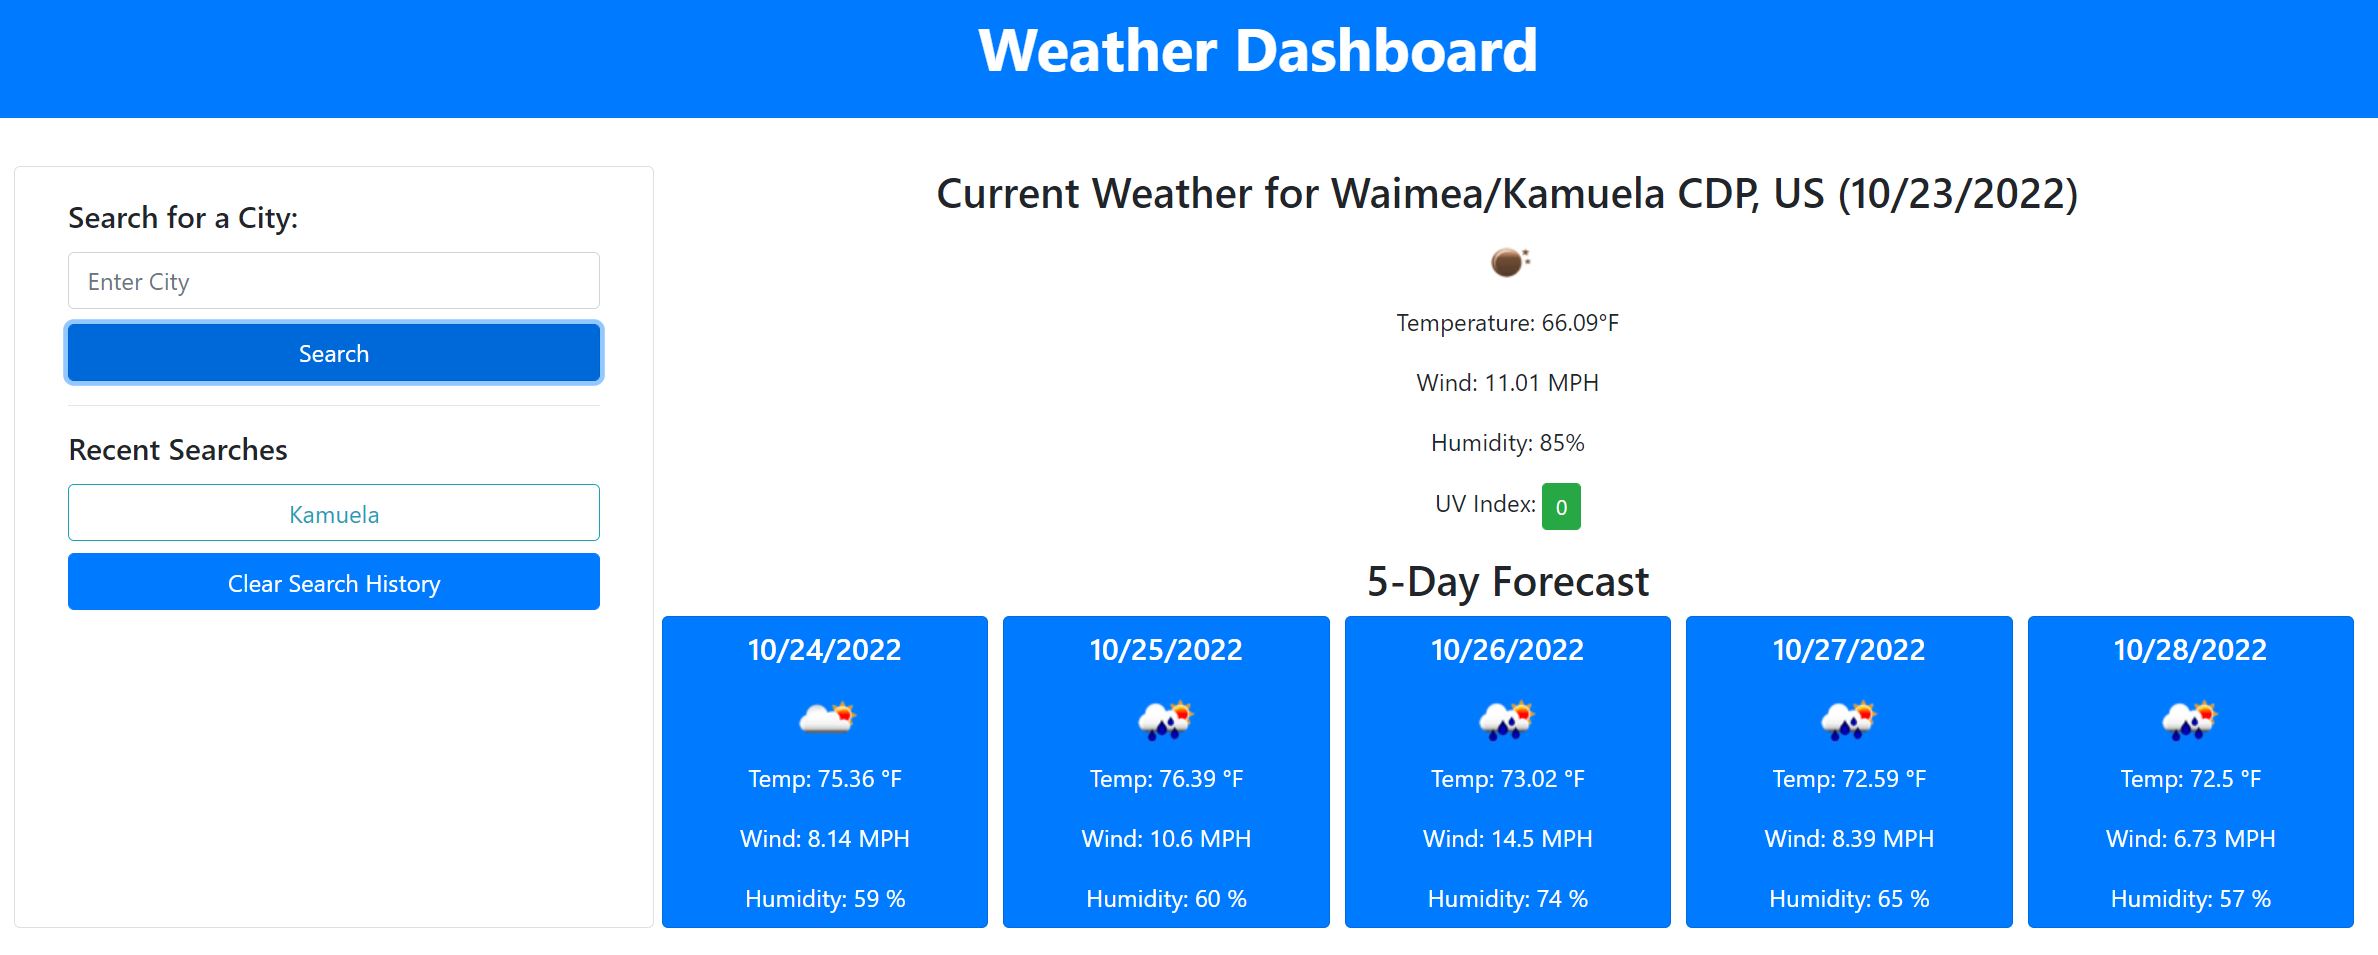 Weather Dashboard
Search for a City:
Enter City
Search
Recent Searches
Kamuela
Clear Search History
Current Weather for Waimea/Kamuela CDP, US (10/23/2022)
Temperature: 66.09°F
Wind: 11.01 MPH
Humidity: 85%
UV Index: 0
5-Day Forecast
10/24/2022
Temp: 75.36 °F
Wind: 8.14 MPH
Humidity: 59 %
10/25/2022
Temp: 76.39 °F
Wind: 10.6 MPH
Humidity: 60 %
10/26/2022
Temp: 73.02 °F
Wind: 14.5 MPH
Humidity: 74 %
10/27/2022
Temp: 72.59 °F
Wind: 8.39 MPH
Humidity: 65 %
10/28/2022
Temp: 72.5 °F
Wind: 6.73 MPH
Humidity: 57 %